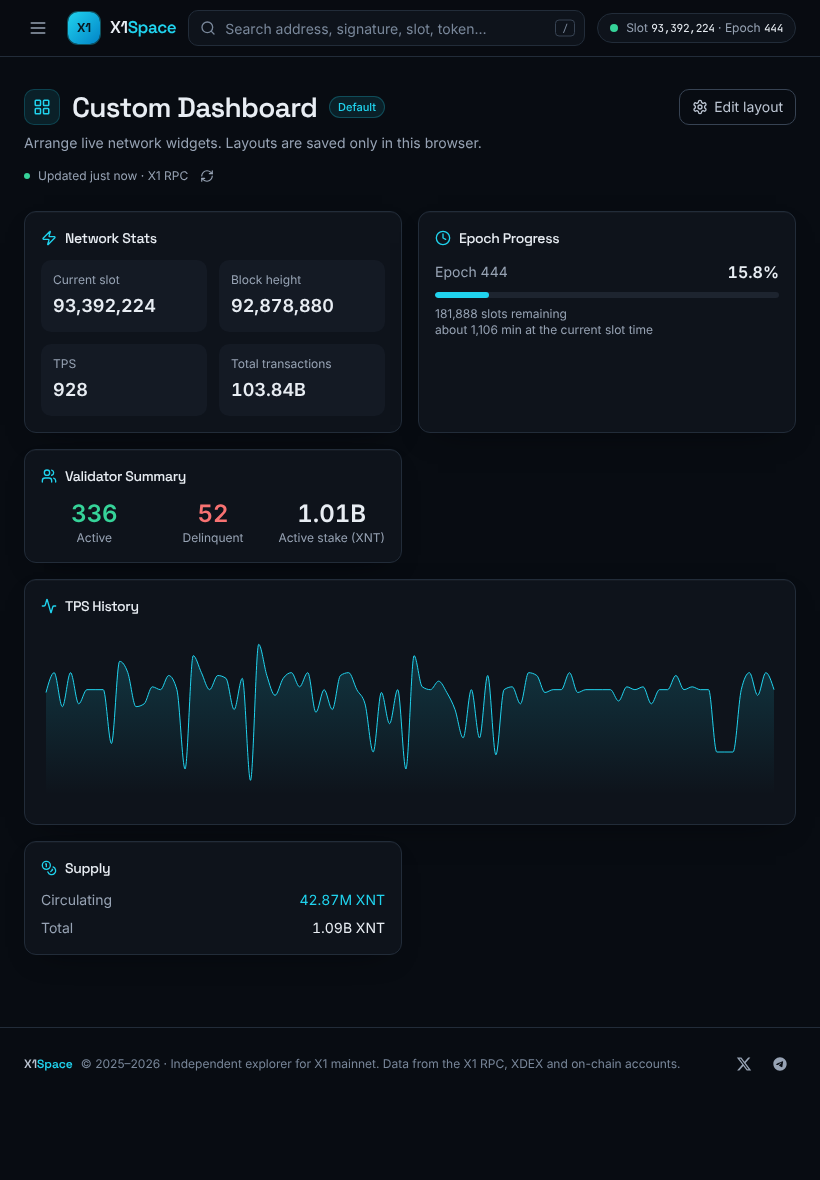 X1 X1Space Search address, signature, slot, token... / Slot 93,392,224 · Epoch 444
Custom Dashboard Default Edit layout
Arrange live network widgets. Layouts are saved only in this browser.
Updated just now · X1 RPC
Network Stats
Current slot
93,392,224
Block height
92,878,880
TPS
928
Total transactions
103.84B
Epoch Progress
Epoch 444 15.8%
181,888 slots remaining
about 1,106 min at the current slot time
Validator Summary
336
Active
52
Delinquent
1.01B
Active stake (XNT)
TPS History
Supply
Circulating 42.87M XNT
Total 1.09B XNT
X1Space © 2025–2026 · Independent explorer for X1 mainnet. Data from the X1 RPC, XDEX and on-chain accounts.